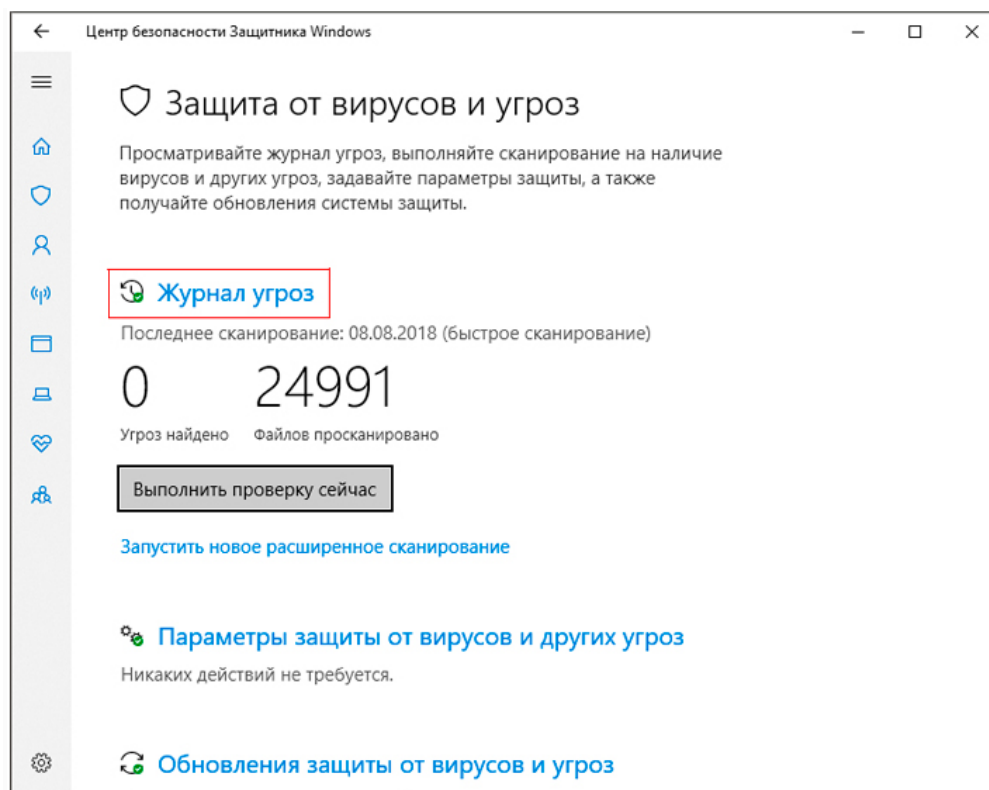 Центр безопасности Защитника Windows
Защита от вирусов и угроз
Просматривайте журнал угроз, выполняйте сканирование на наличие
вирусов и других угроз, задавайте параметры защиты, а также
получайте обновления системы защиты.
Журнал угроз
Последнее сканирование: 08.08.2018 (быстрое сканирование)
0 24991
Угроз найдено Файлов просканировано
Выполнить проверку сейчас
Запустить новое расширенное сканирование
Параметры защиты от вирусов и других угроз
Никаких действий не требуется.
Обновления защиты от вирусов и угроз